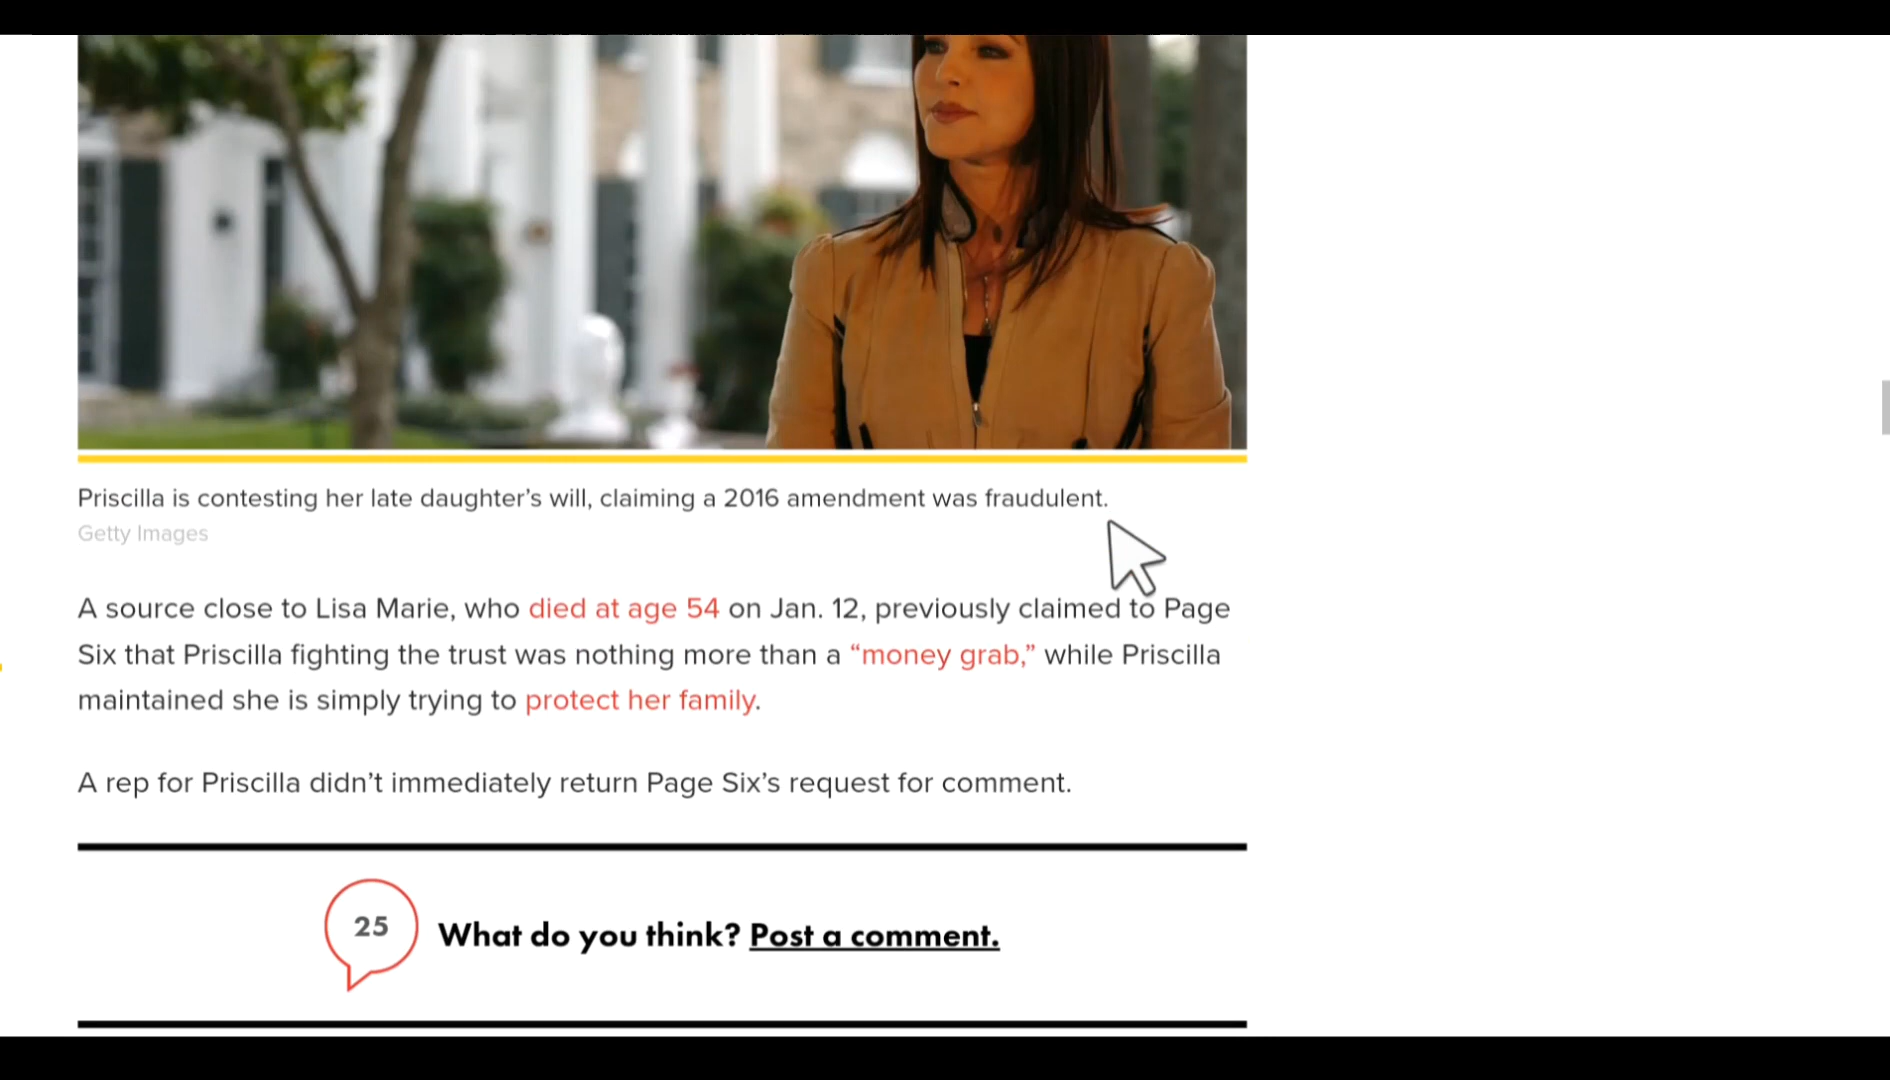 Priscilla is contesting her late daughter’s will, claiming a 2016 amendment was fraudulent.
Getty Images
A source close to Lisa Marie, who died at age 54 on Jan. 12, previously claimed to Page
Six that Priscilla fighting the trust was nothing more than a “money grab,” while Priscilla
maintained she is simply trying to protect her family.
A rep for Priscilla didn’t immediately return Page Six’s request for comment.
25
What do you think? Post a comment.